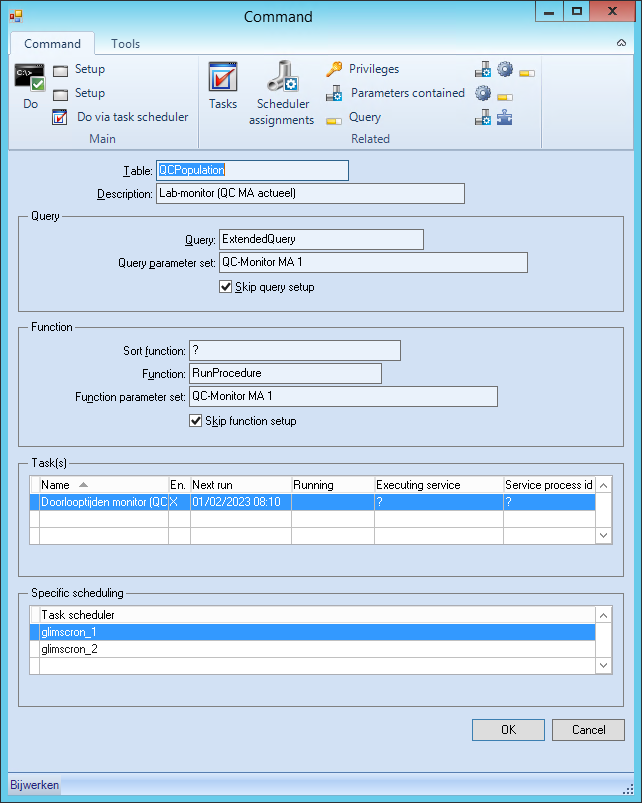 Command
Command Tools
C:\>
Do
Setup
Setup
Do via task scheduler
Main
Tasks
Scheduler
assignments
Privileges
Parameters contained
Query
Related
Table: QCPopulation
Description: Lab-monitor (QC MA actueel)
Query
Query: ExtendedQuery
Query parameter set: QC-Monitor MA 1
Skip query setup
Function
Sort function: ?
Function: RunProcedure
Function parameter set: QC-Monitor MA 1
Skip function setup
Task(s)
Name En. Next run Running Executing service Service process id
Doorlooptijden monitor (QC X 01/02/2023 08:10 ? ?
Specific scheduling
Task scheduler
glimscron_1
glimscron_2
OK Cancel
Bijwerken